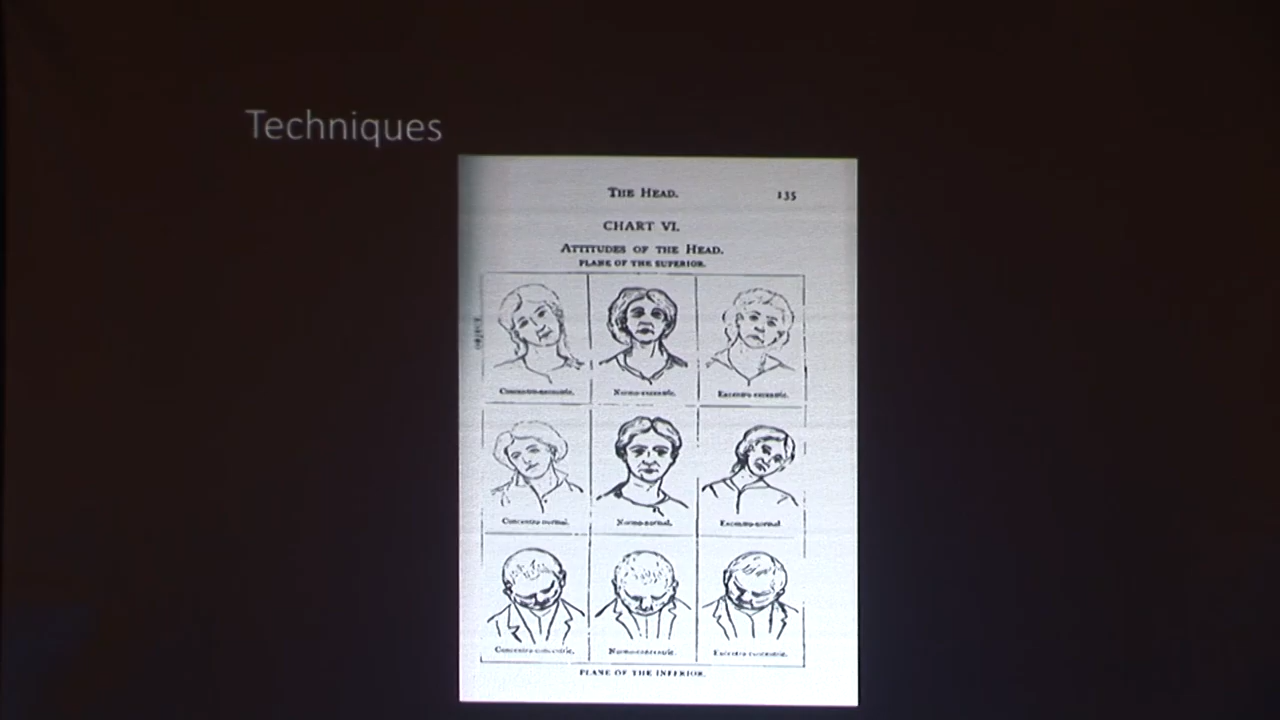 Techniques
THE HEAD.
135
CHART VI.
ATTITUDES OF THE HEAD.
PLANE OF THE SUPERIOR.
Normo-excentric.
Excentro-excentric.
Concentro-normal.
Normo-normal.
Excentro-normal
Concentro-concentric.
Normo-concentric.
Excentro-concentric.
PLANE OF THE INFERIOR.